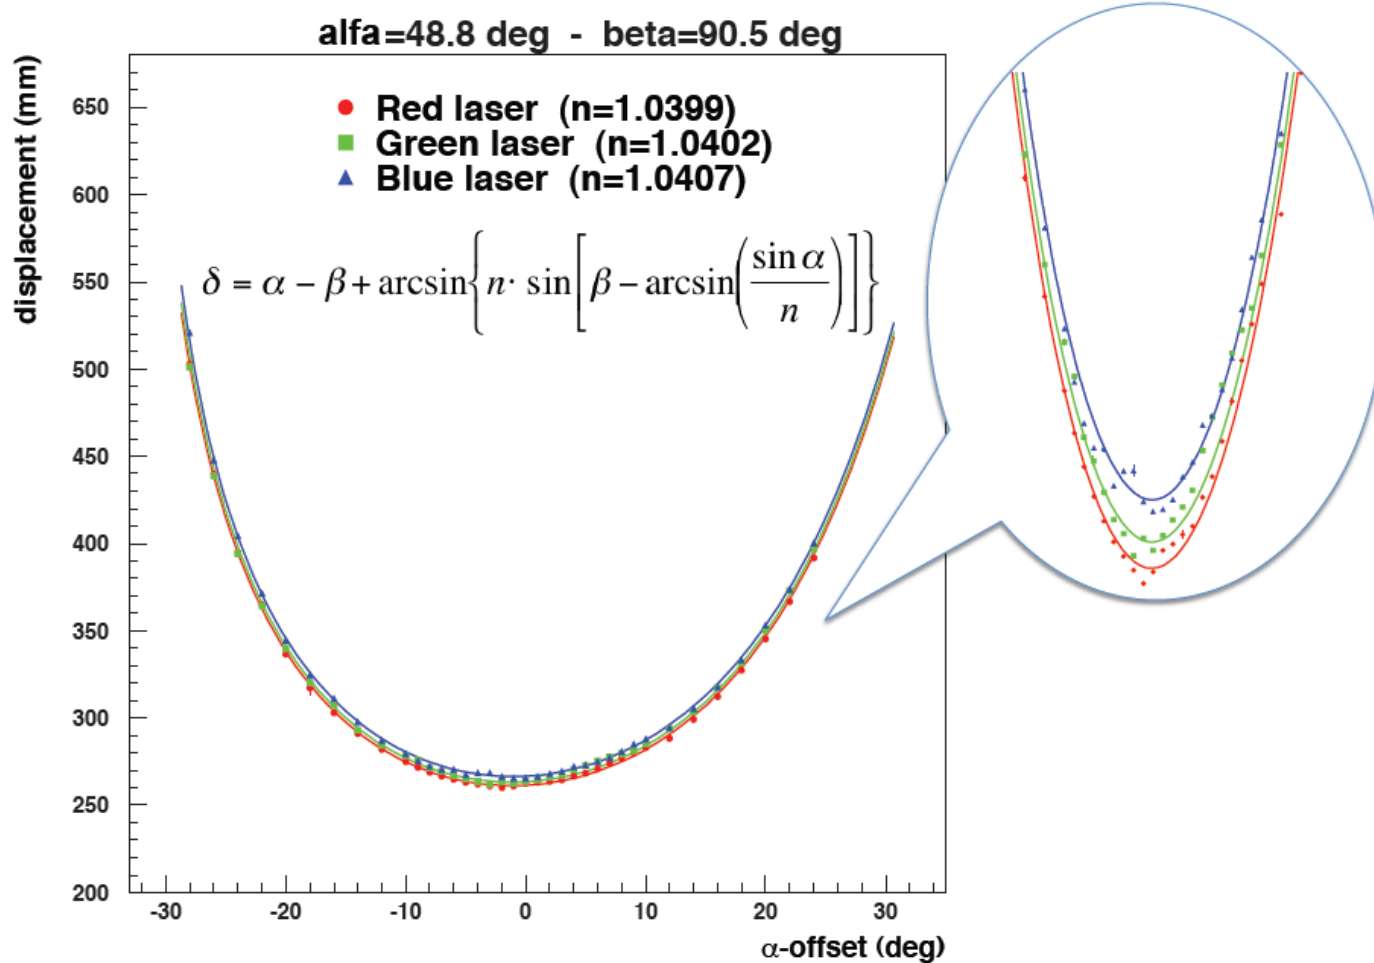 alfa=48.8 deg - beta=90.5 deg
displacement (mm)
Red laser (n=1.0399)
Green laser (n=1.0402)
Blue laser (n=1.0407)
δ = α − β + arcsin{n· sin[β − arcsin(sin α / n)]}
650
600
550
500
450
400
350
300
250
200
-30 -20 -10 0 10 20 30
α-offset (deg)